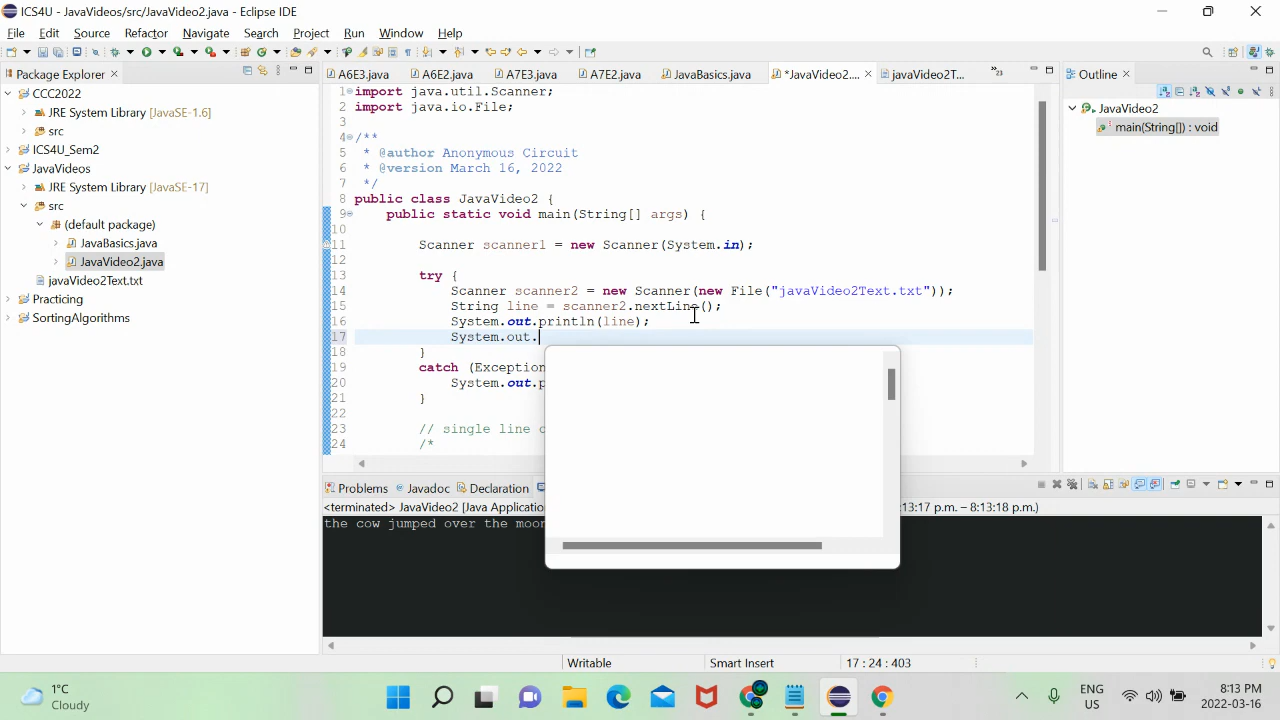 ICS4U - JavaVideos/src/JavaVideo2.java - Eclipse IDE
File Edit Source Refactor Navigate Search Project Run Window Help
Package Explorer
A6E3.java A6E2.java A7E3.java A7E2.java JavaBasics.java *JavaVideo2.... javaVideo2T... »23
Outline
CCC2022
JRE System Library [JavaSE-1.6]
src
ICS4U_Sem2
JavaVideos
JRE System Library [JavaSE-17]
src
(default package)
JavaBasics.java
JavaVideo2.java
javaVideo2Text.txt
Practicing
SortingAlgorithms
1 import java.util.Scanner;
2 import java.io.File;
3
4 /**
5 * @author Anonymous Circuit
6 * @version March 16, 2022
7 */
8 public class JavaVideo2 {
9 public static void main(String[] args) {
10
11 Scanner scanner1 = new Scanner(System.in);
12
13 try {
14 Scanner scanner2 = new Scanner(new File("javaVideo2Text.txt"));
15 String line = scanner2.nextLine();
16 System.out.println(line);
17 System.out.
18 }
19 catch (Exception
20 System.out.p
21 }
22
23 // single line c
24 /*
JavaVideo2
main(String[]) : void
Problems Javadoc Declaration
<terminated> JavaVideo2 [Java Application 13:17 p.m. – 8:13:18 p.m.)
the cow jumped over the moon
Writable Smart Insert 17 : 24 : 403
1°C
Cloudy
ENG
US
8:13 PM
2022-03-16